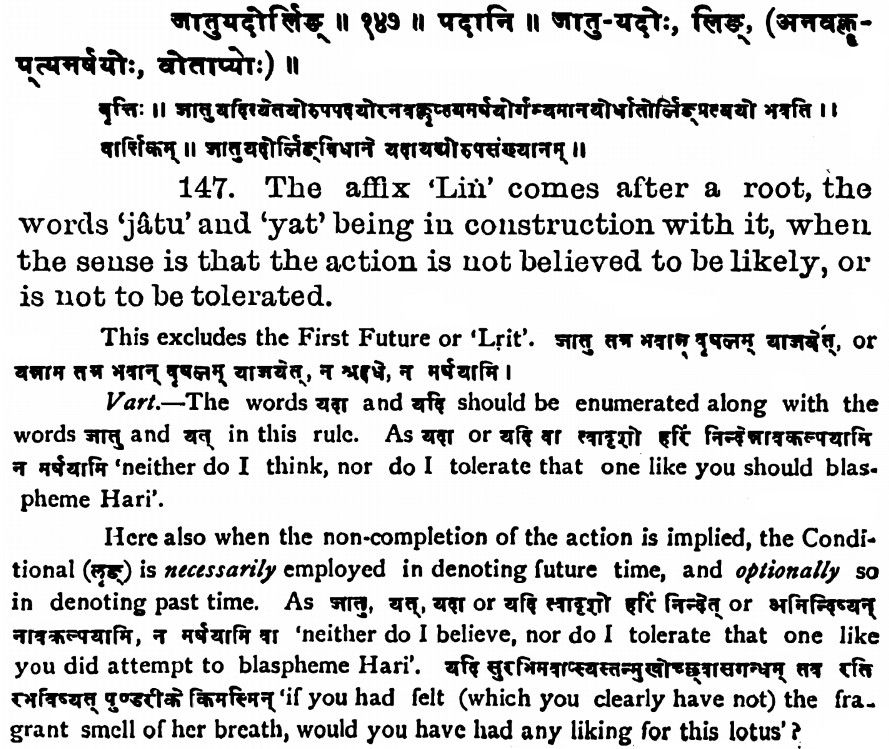 जातुयदोर्लिङ् ॥ १४७ ॥ पदानि ॥ जातु-यदोः, लिङ्, (अनवक्लृ-
प्त्यमर्षयोः, वोताप्योः) ॥
वृत्तिः ॥ जातु यदित्येतयोरुपपदयोरनवक्लृप्त्यमर्षयोर्गम्यमानयोर्धातोर्लिङ्प्रत्ययो भवति ॥
वार्त्तिकम् ॥ जातुयदोर्लिङ्विधाने यदायद्योरुपसंख्यानम् ॥
147. The affix ‘Liṅ’ comes after a root, the
words ‘jâtu’ and ‘yat’ being in construction with it, when
the sense is that the action is not believed to be likely, or
is not to be tolerated.
This excludes the First Future or ‘Lṛit’. जातु तत्र भवान् वृषलम् याजयेत्, or
यन्नाम तत्र भवान् वृषलम् याजयेत्, न श्रद्दधे, न मर्षयामि ।
Vart.—The words यदा and यदि should be enumerated along with the
words जातु and यत् in this rule. As यदा or यदि वा त्वादृशो हरिं निन्देन्नावकल्पयामि
न मर्षयामि ‘neither do I think, nor do I tolerate that one like you should blas-
pheme Hari’.
Here also when the non-completion of the action is implied, the Condi-
tional (लृङ्) is necessarily employed in denoting future time, and optionally so
in denoting past time. As जातु, यत्, यदा or यदि त्वादृशो हरिं निन्देत् or अनिन्दिष्यन्
नावकल्पयामि, न मर्षयामि वा ‘neither do I believe, nor do I tolerate that one like
you did attempt to blaspheme Hari’. यदि सुरभिमवाप्स्यस्तन्मुखोच्छ्वासगन्धम् तव रति
रभविष्यत् पुण्डरीके किमस्मिन् ‘if you had felt (which you clearly have not) the fra-
grant smell of her breath, would you have had any liking for this lotus’?